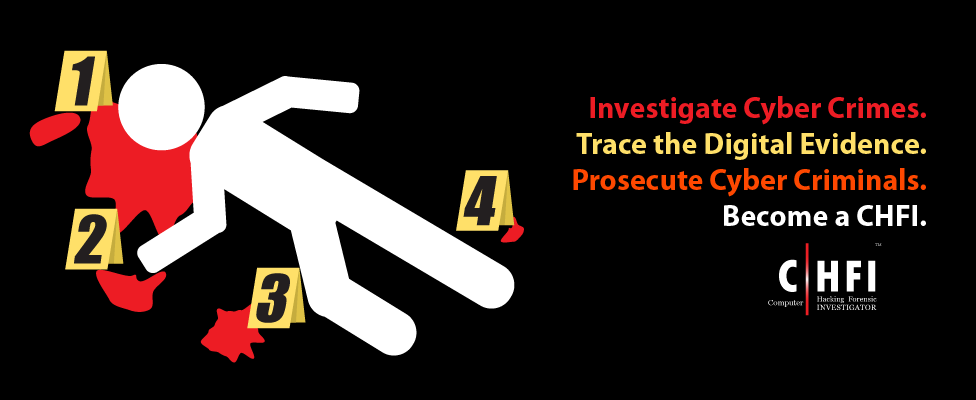 1
2
3
4
Investigate Cyber Crimes.
Trace the Digital Evidence.
Prosecute Cyber Criminals.
Become a CHFI.
CHFI™
Computer
Hacking Forensic
INVESTIGATOR